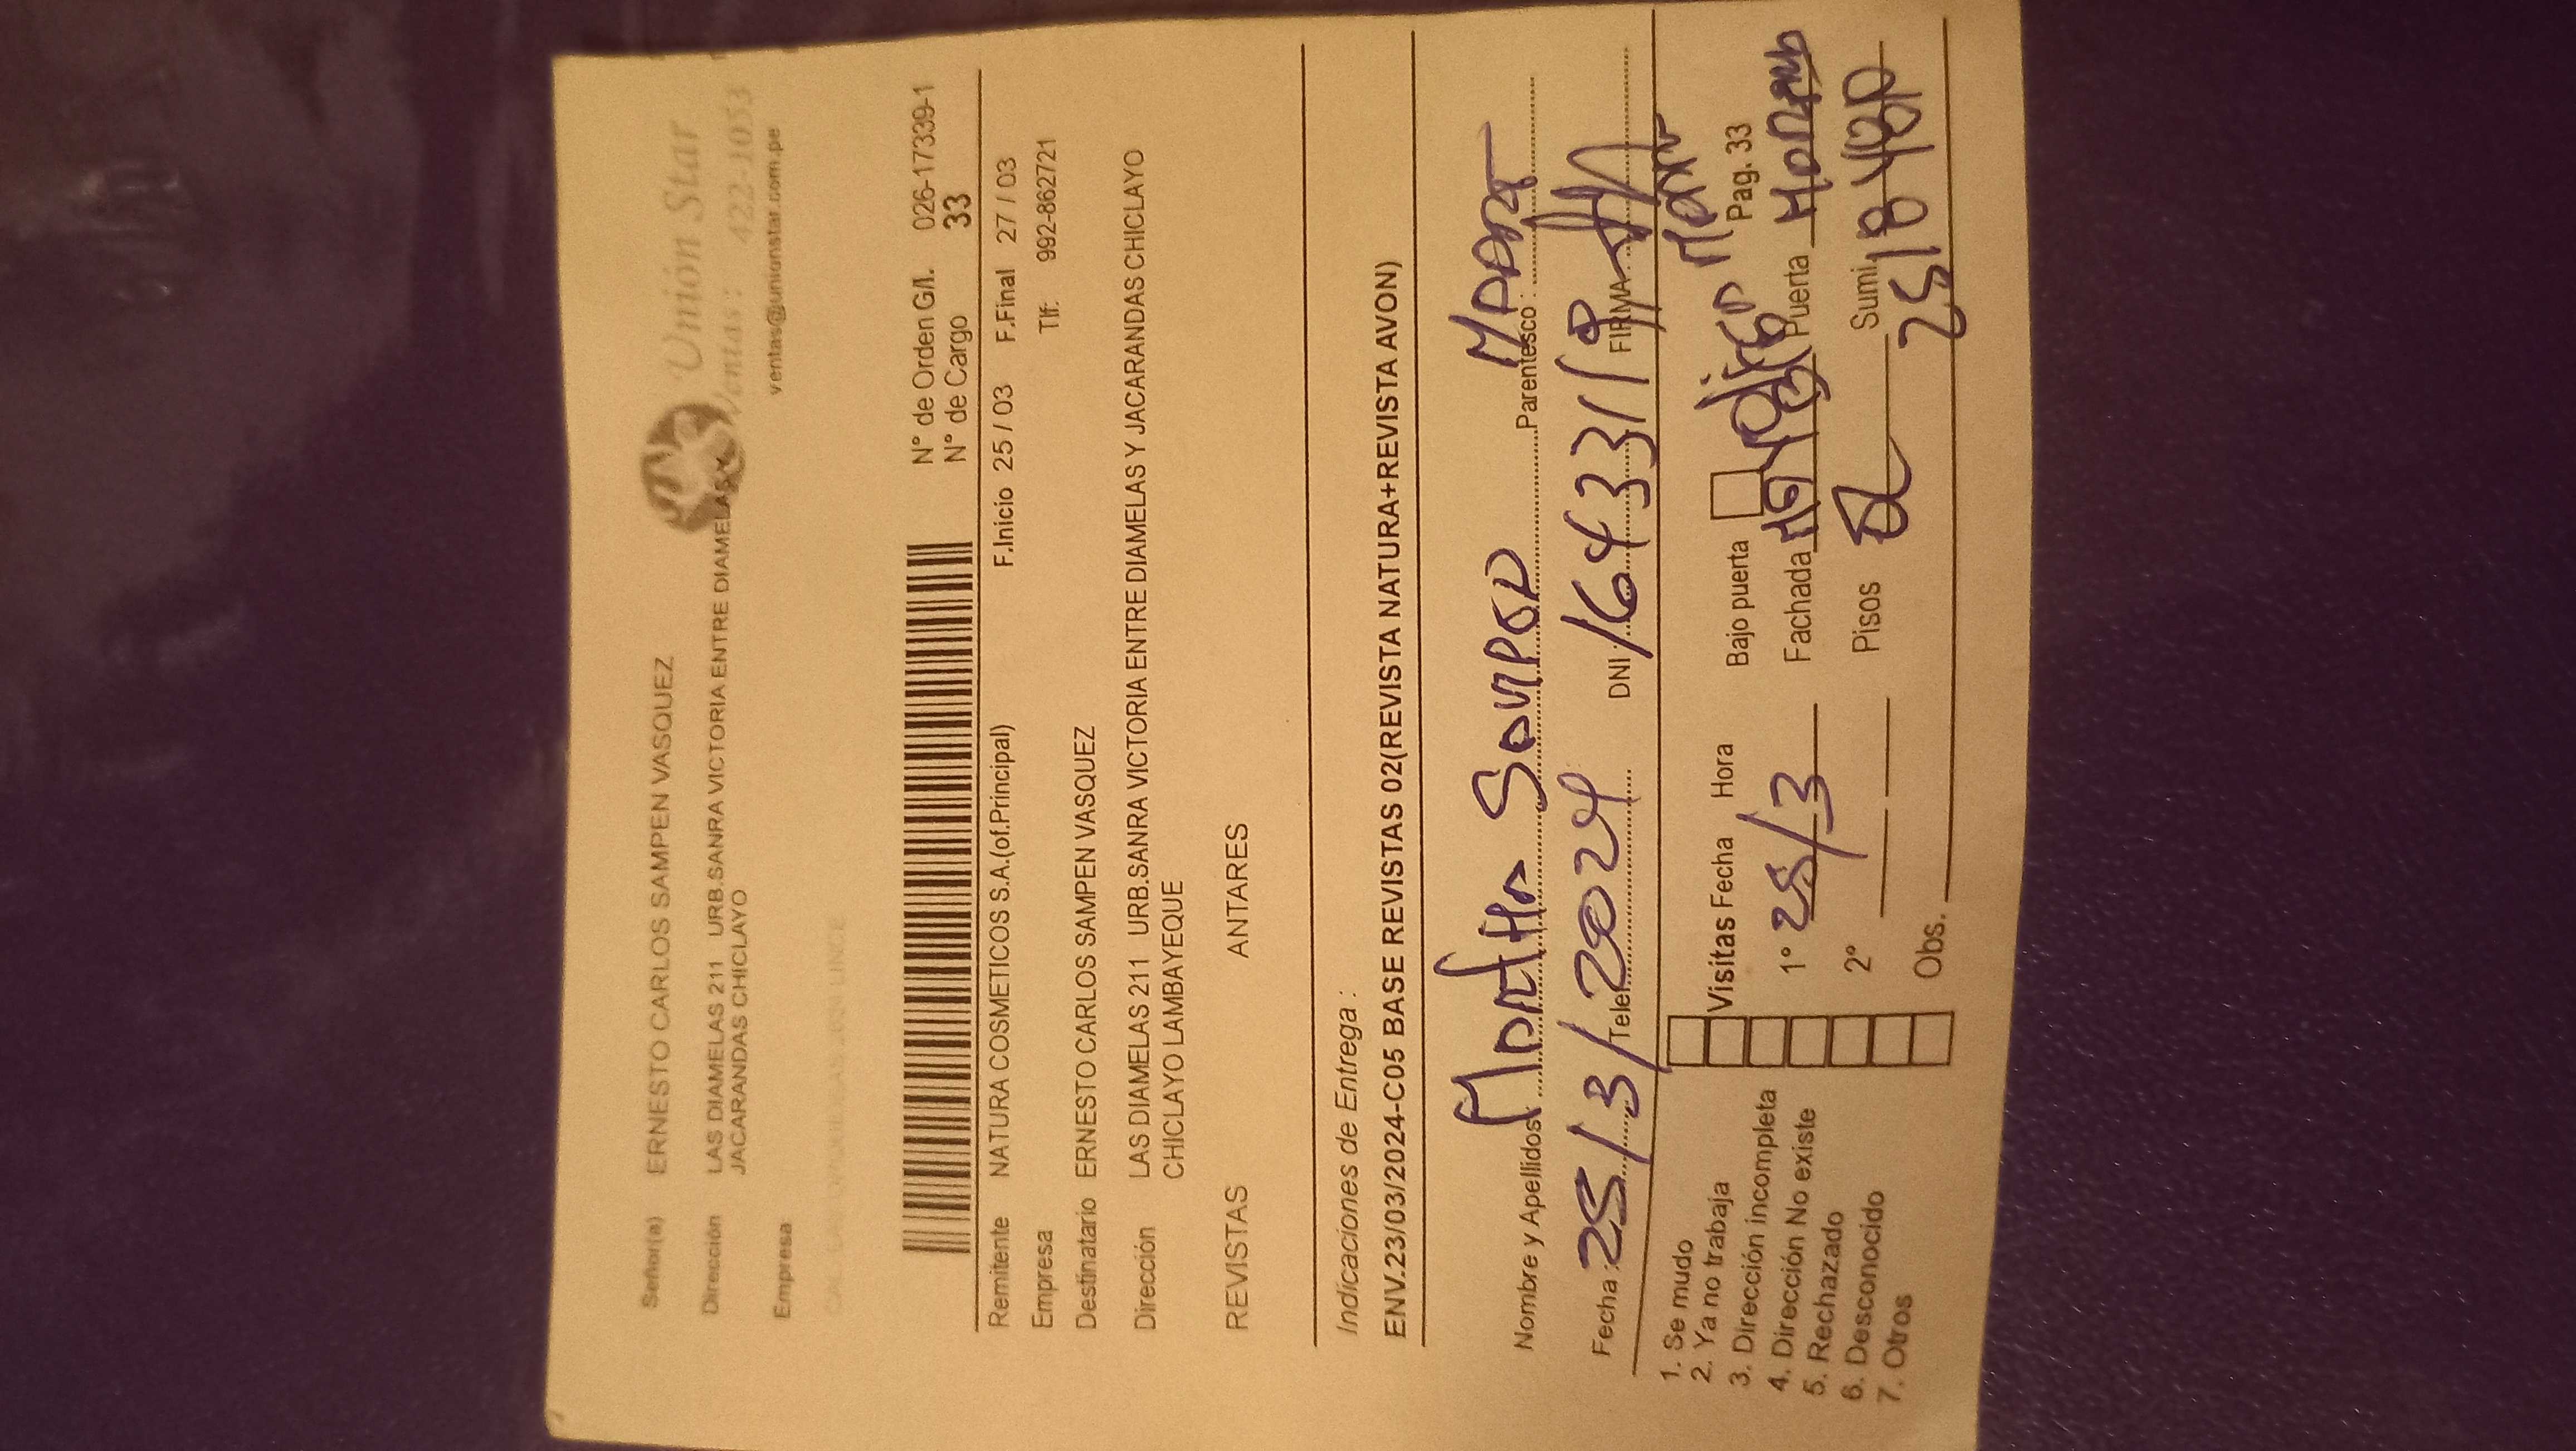 Señor(a) ERNESTO CARLOS SAMPEN VASQUEZ
Unión Star
Dirección LAS DIAMELAS 211 URB.SANRA VICTORIA ENTRE DIAMELAS Y
Ventas: 422-1053
JACARANDAS CHICLAYO
ventas@unionstar.com.pe
Empresa
N° de Orden G/I. 026-17339-1
N° de Cargo 33
Remitente NATURA COSMETICOS S.A.(of.Principal) F.Inicio 25 / 03 F.Final 27 / 03
Empresa Tlf: 992-862721
Destinatario ERNESTO CARLOS SAMPEN VASQUEZ
Dirección LAS DIAMELAS 211 URB.SANRA VICTORIA ENTRE DIAMELAS Y JACARANDAS CHICLAYO
CHICLAYO LAMBAYEQUE
REVISTAS ANTARES
Indicaciones de Entrega :
ENV.23/03/2024-C05 BASE REVISTAS 02(REVISTA NATURA+REVISTA AVON)
Nombre y Apellidos Parentesco :
Fecha : 25/3/2024 Telef. DNI : FIRMA :
1. Se mudo
2. Ya no trabaja
3. Dirección incompleta
4. Dirección No existe
5. Rechazado
6. Desconocido
7. Otros
Visitas Fecha Hora Bajo puerta Pag. 33
1° 25/3 Fachada Puerta
2° Pisos 2 Sumi.
Obs.